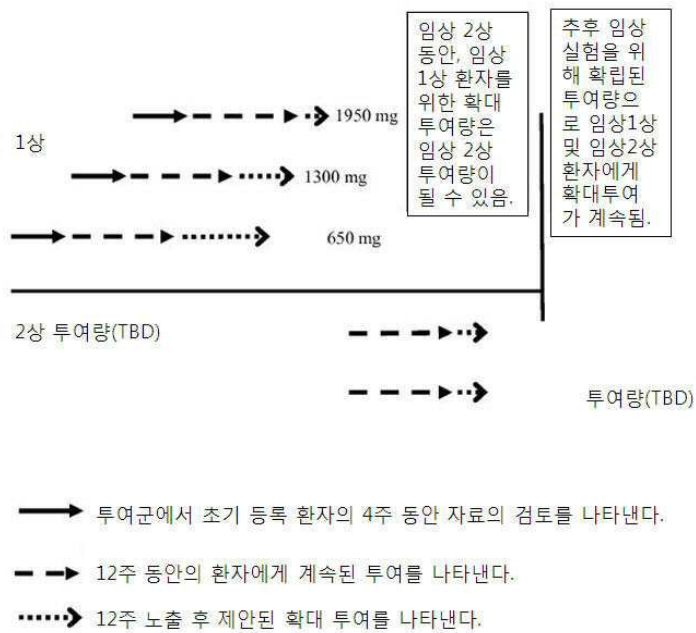 임상 2상
동안, 임상
1상 환자를
위한 확대
투여량은
임상 2상
투여량이
될 수 있음.
추후 임상
실험을 위
해 확립된
투여량으
로 임상1상
및 임상2상
환자에게
확대투여
가 계속됨.
1상
1950 mg
1300 mg
650 mg
2상 투여량(TBD)
투여량(TBD)
투여군에서 초기 등록 환자의 4주 동안 자료의 검토를 나타낸다.
12주 동안의 환자에게 계속된 투여를 나타낸다.
12주 노출 후 제안된 확대 투여를 나타낸다.